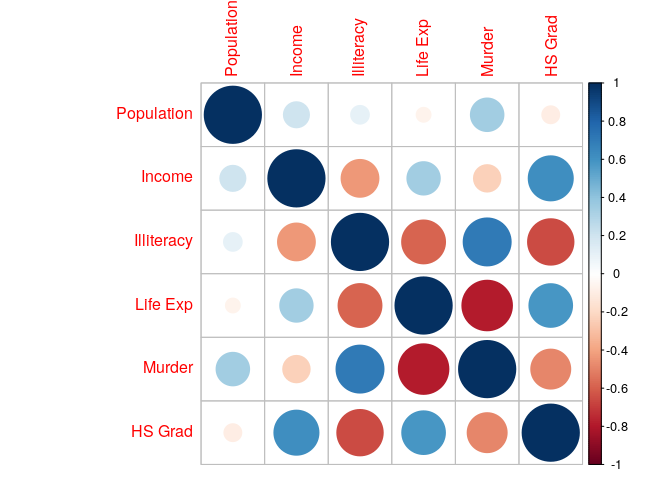 Population
Income
Illiteracy
Life Exp
Murder
HS Grad
Population
Income
Illiteracy
Life Exp
Murder
HS Grad
1
0.8
0.6
0.4
0.2
0
-0.2
-0.4
-0.6
-0.8
-1